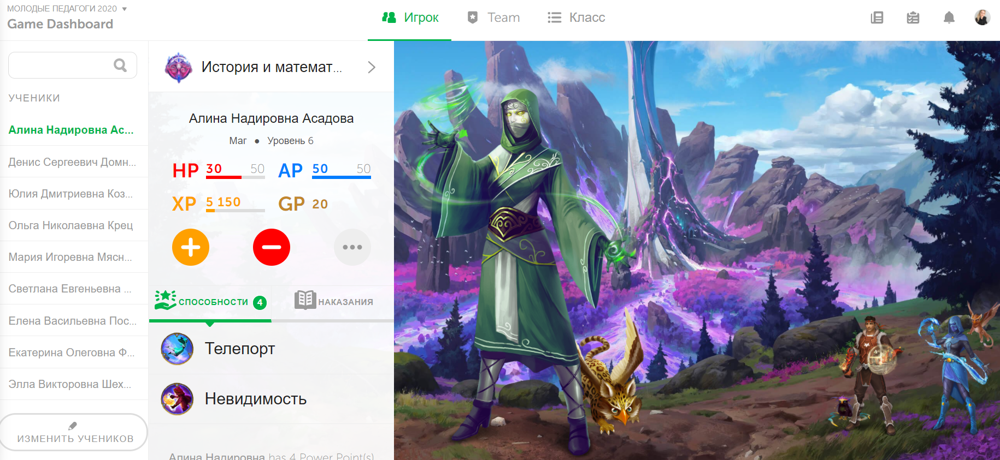 МОЛОДЫЕ ПЕДАГОГИ 2020
Game Dashboard
Игрок
Team
Класс
УЧЕНИКИ
Алина Надировна Ас...
Денис Сергеевич Домн...
Юлия Дмитриевна Коз...
Ольга Николаевна Крец
Мария Игоревна Мясн...
Светлана Евгеньевна ...
Елена Васильевна Пос...
Екатерина Олеговна Ф...
Элла Викторовна Шех...
ИЗМЕНИТЬ УЧЕНИКОВ
История и математ...
Алина Надировна Асадова
Маг ● Уровень 6
HP 30 50 AP 50 50
XP 5 150 GP 20
СПОСОБНОСТИ 4 НАКАЗАНИЯ
Телепорт
Невидимость
Алина Надировна has 4 Power Point(s)